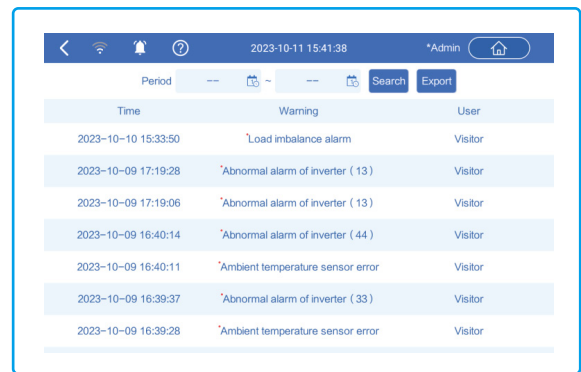 2023-10-11 15:41:38 *Admin
Period -- ~ -- Search Export
Time Warning User
2023-10-10 15:33:50 *Load imbalance alarm Visitor
2023-10-09 17:19:28 *Abnormal alarm of inverter ( 13 ) Visitor
2023-10-09 17:19:06 *Abnormal alarm of inverter ( 13 ) Visitor
2023-10-09 16:40:14 *Abnormal alarm of inverter ( 44 ) Visitor
2023-10-09 16:40:11 *Ambient temperature sensor error Visitor
2023-10-09 16:39:37 *Abnormal alarm of inverter ( 33 ) Visitor
2023-10-09 16:39:28 *Ambient temperature sensor error Visitor